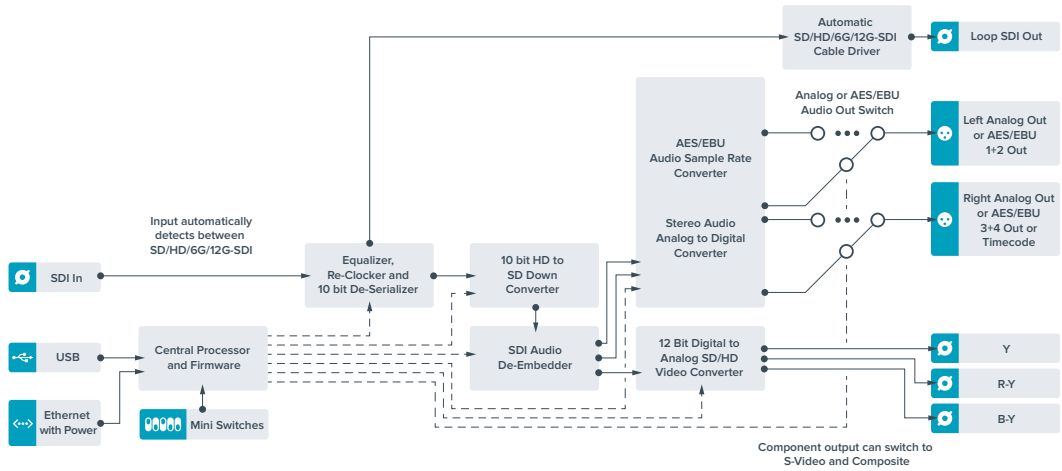 Automatic
SD/HD/6G/12G-SDI
Cable Driver
Loop SDI Out
Analog or AES/EBU
Audio Out Switch
AES/EBU
Audio Sample Rate
Converter
Left Analog Out
or AES/EBU
1+2 Out
Stereo Audio
Analog to Digital
Converter
Right Analog Out
or AES/EBU
3+4 Out or
Timecode
Input automatically
detects between
SD/HD/6G/12G-SDI
SDI In
Equalizer,
Re-Clocker and
10 bit De-Serializer
10 bit HD to
SD Down
Converter
USB
Central Processor
and Firmware
SDI Audio
De-Embedder
12 Bit Digital to
Analog SD/HD
Video Converter
Y
R-Y
B-Y
Ethernet
with Power
Mini Switches
Component output can switch to
S-Video and Composite